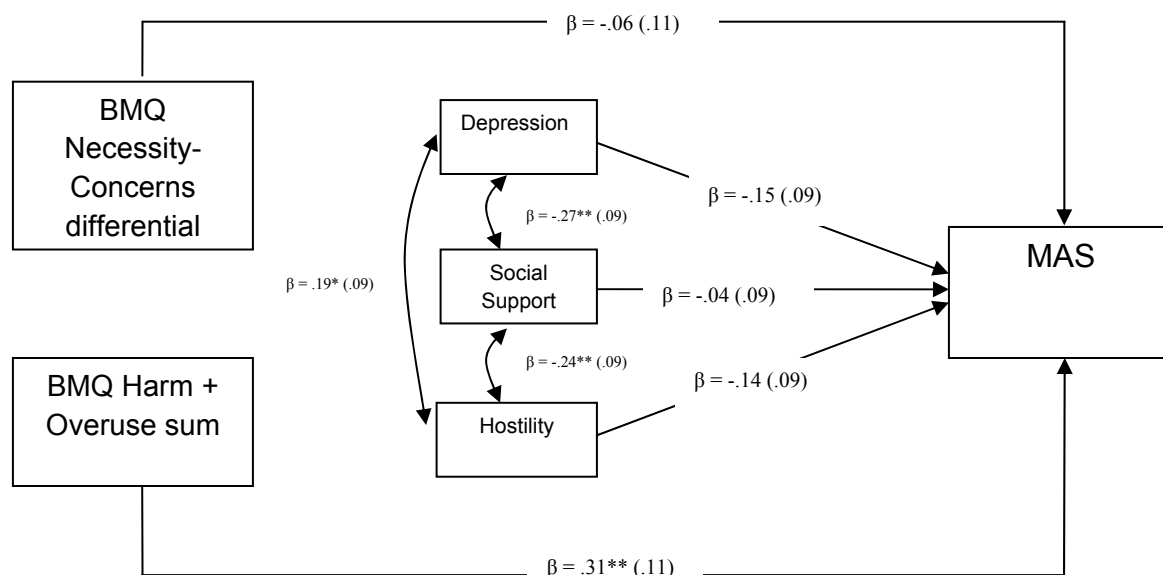 β = -.06 (.11)
BMQ
Necessity-
Concerns
differential
Depression
β = -.15 (.09)
β = -.27** (.09)
MAS
β = .19* (.09)
Social
Support
β = -.04 (.09)
β = -.24** (.09)
BMQ Harm +
Overuse sum
β = -.14 (.09)
Hostility
β = .31** (.11)